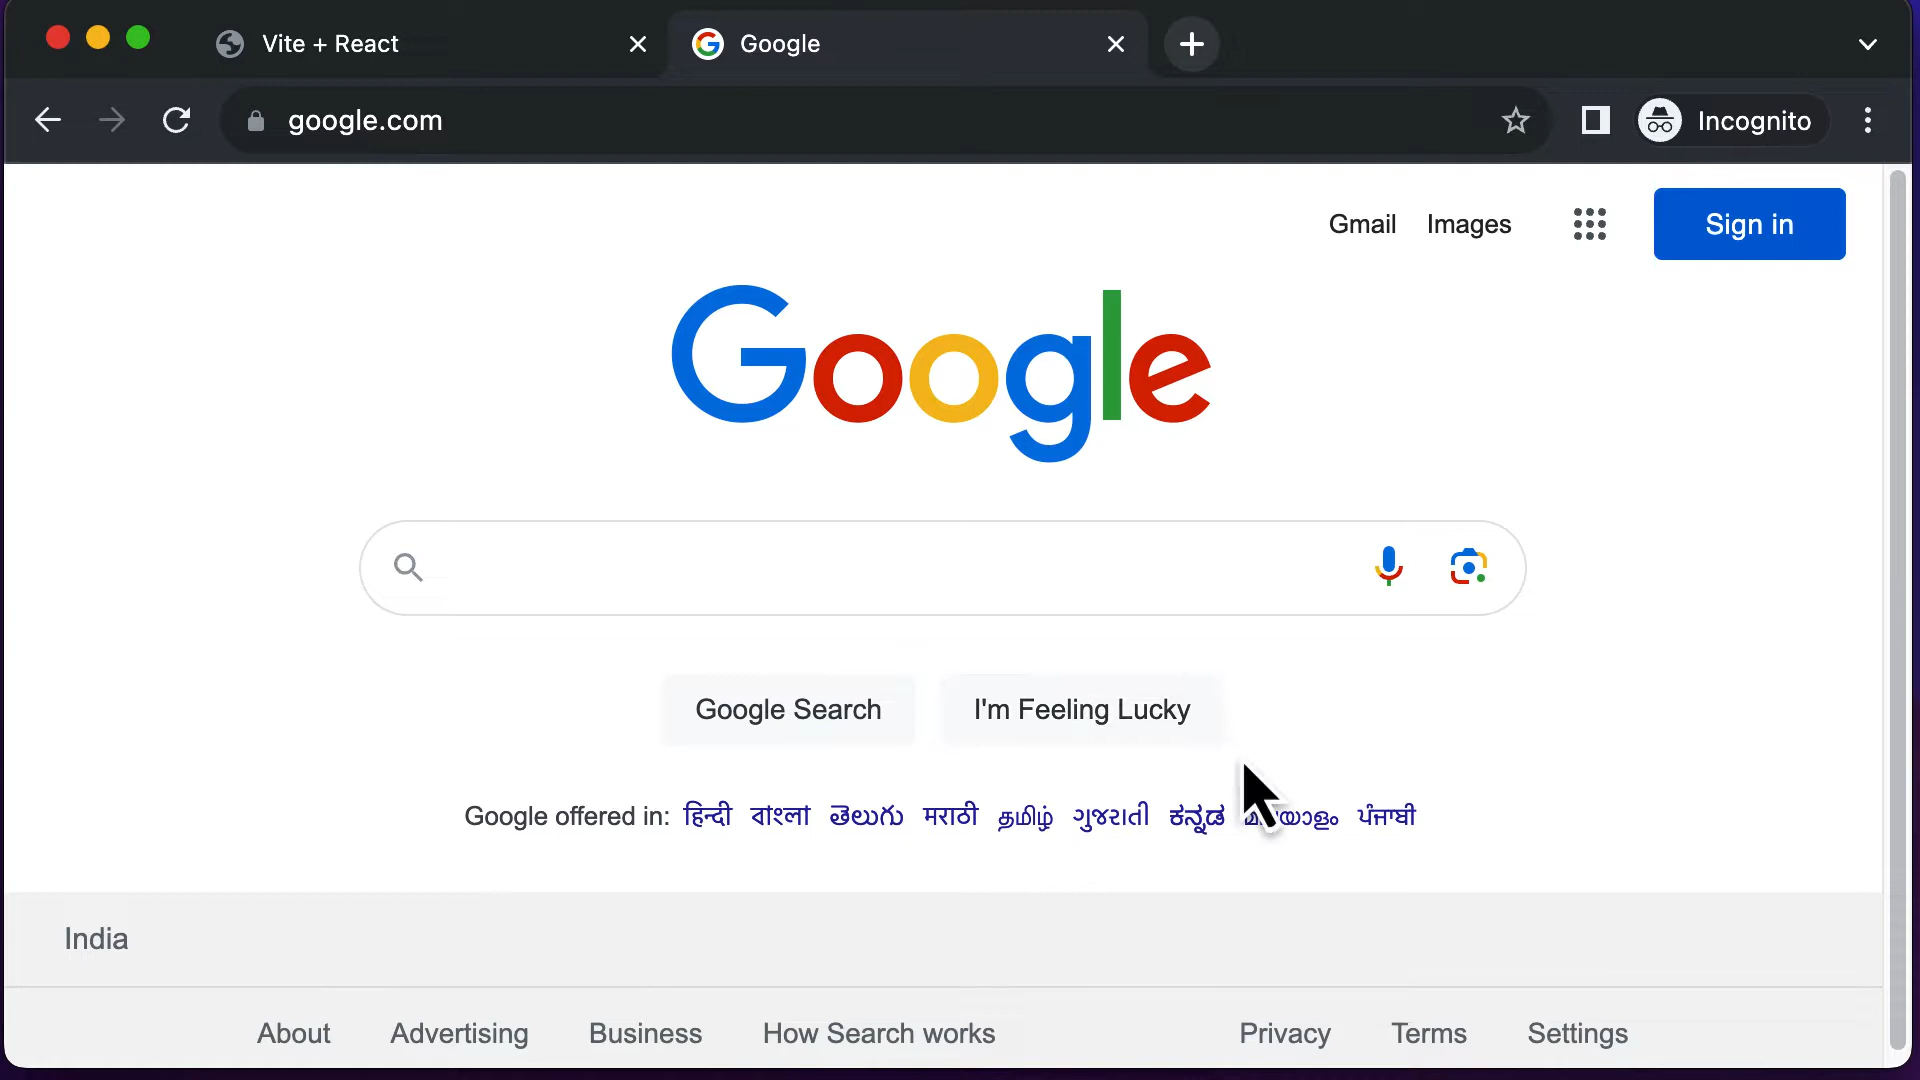 Vite + React
Google
google.com
Incognito
Gmail Images Sign in
Google
Google Search I'm Feeling Lucky
Google offered in: हिन्दी বাংলা తెలుగు मराठी தமிழ் ગુજરાતી ಕನ್ನಡ ਪੰਜਾਬੀ
India
About Advertising Business How Search works Privacy Terms Settings